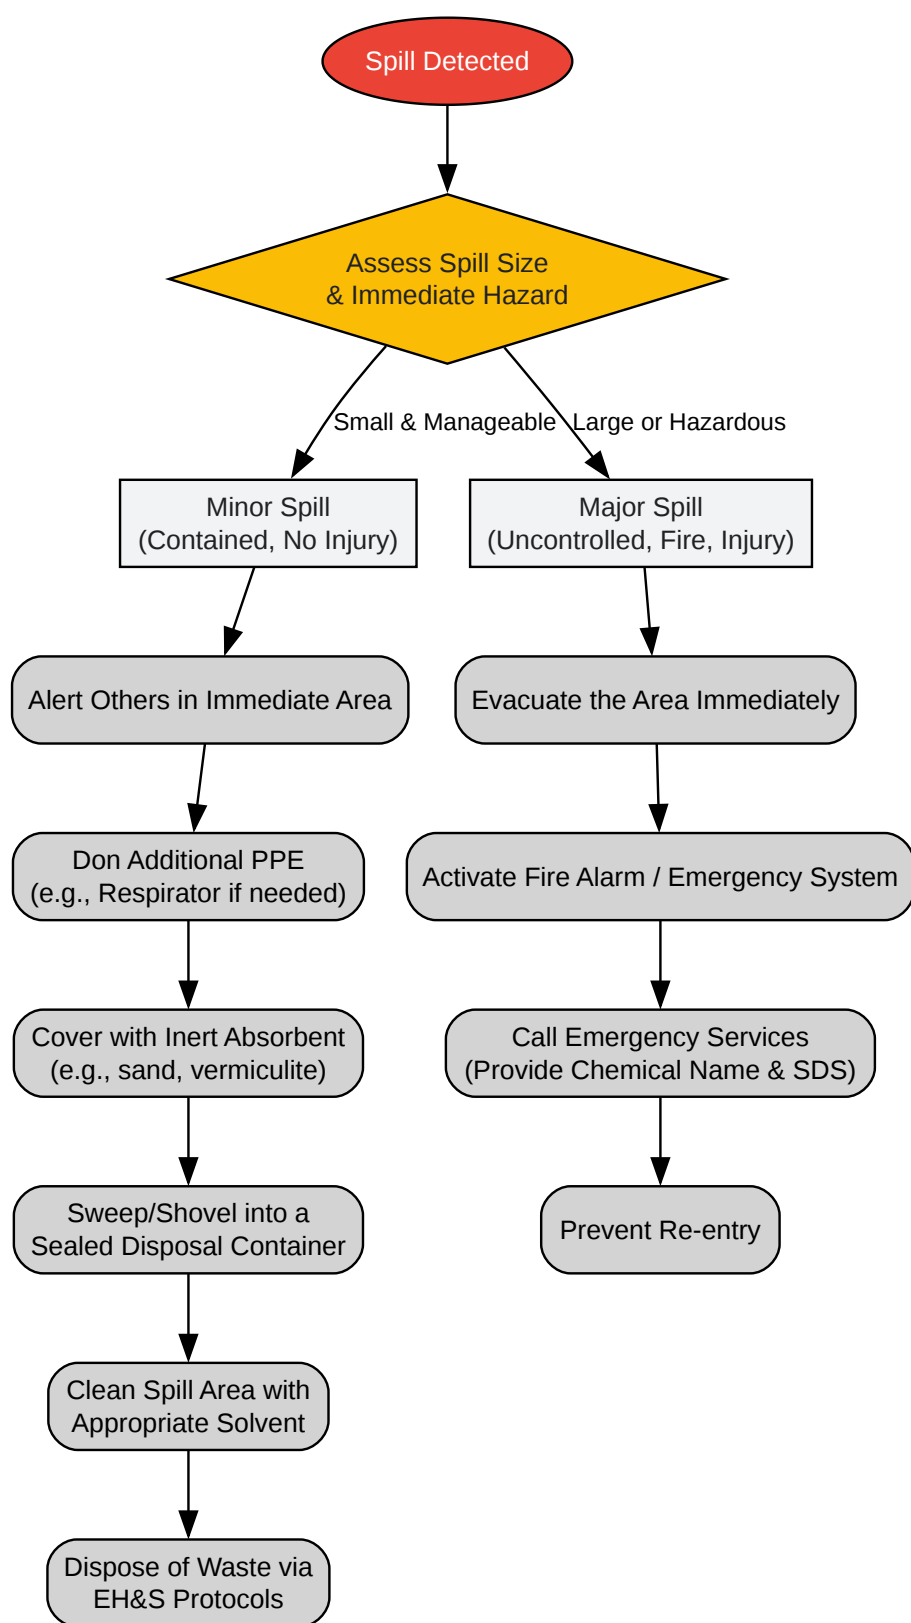 Spill Detected
Assess Spill Size
& Immediate Hazard
Small & Manageable
Large or Hazardous
Minor Spill
(Contained, No Injury)
Major Spill
(Uncontrolled, Fire, Injury)
Alert Others in Immediate Area
Evacuate the Area Immediately
Don Additional PPE
(e.g., Respirator if needed)
Activate Fire Alarm / Emergency System
Cover with Inert Absorbent
(e.g., sand, vermiculite)
Call Emergency Services
(Provide Chemical Name & SDS)
Sweep/Shovel into a
Sealed Disposal Container
Prevent Re-entry
Clean Spill Area with
Appropriate Solvent
Dispose of Waste via
EH&S Protocols